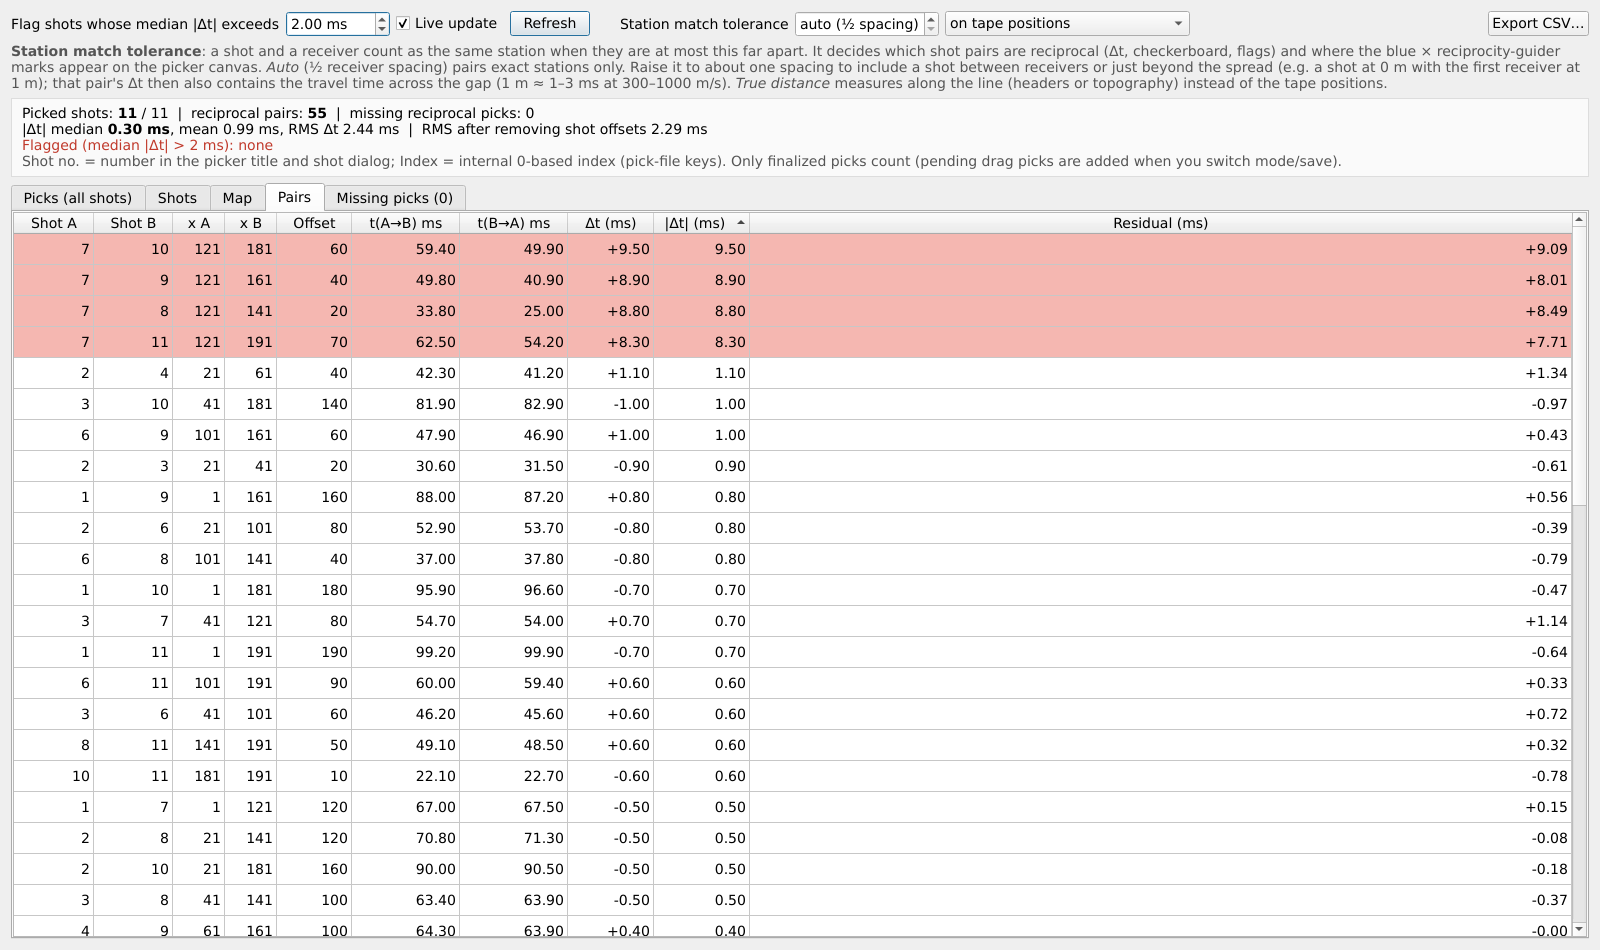 Flag shots whose median |Δt| exceeds 2.00 ms Live update Refresh Station match tolerance auto (½ spacing) on tape positions Export CSV...
Station match tolerance: a shot and a receiver count as the same station when they are at most this far apart. It decides which shot pairs are reciprocal (Δt, checkerboard, flags) and where the blue × reciprocity-guider
marks appear on the picker canvas. Auto (½ receiver spacing) pairs exact stations only. Raise it to about one spacing to include a shot between receivers or just beyond the spread (e.g. a shot at 0 m with the first receiver at
1 m); that pair's Δt then also contains the travel time across the gap (1 m ≈ 1–3 ms at 300–1000 m/s). True distance measures along the line (headers or topography) instead of the tape positions.
Picked shots: 11 / 11 | reciprocal pairs: 55 | missing reciprocal picks: 0
|Δt| median 0.30 ms, mean 0.99 ms, RMS Δt 2.44 ms | RMS after removing shot offsets 2.29 ms
Flagged (median |Δt| > 2 ms): none
Shot no. = number in the picker title and shot dialog; Index = internal 0-based index (pick-file keys). Only finalized picks count (pending drag picks are added when you switch mode/save).
Picks (all shots) Shots Map Pairs Missing picks (0)
Shot A Shot B x A x B Offset t(A→B) ms t(B→A) ms Δt (ms) |Δt| (ms) Residual (ms)
7 10 121 181 60 59.40 49.90 +9.50 9.50 +9.09
7 9 121 161 40 49.80 40.90 +8.90 8.90 +8.01
7 8 121 141 20 33.80 25.00 +8.80 8.80 +8.49
7 11 121 191 70 62.50 54.20 +8.30 8.30 +7.71
2 4 21 61 40 42.30 41.20 +1.10 1.10 +1.34
3 10 41 181 140 81.90 82.90 -1.00 1.00 -0.97
6 9 101 161 60 47.90 46.90 +1.00 1.00 +0.43
2 3 21 41 20 30.60 31.50 -0.90 0.90 -0.61
1 9 1 161 160 88.00 87.20 +0.80 0.80 +0.56
2 6 21 101 80 52.90 53.70 -0.80 0.80 -0.39
6 8 101 141 40 37.00 37.80 -0.80 0.80 -0.79
1 10 1 181 180 95.90 96.60 -0.70 0.70 -0.47
3 7 41 121 80 54.70 54.00 +0.70 0.70 +1.14
1 11 1 191 190 99.20 99.90 -0.70 0.70 -0.64
6 11 101 191 90 60.00 59.40 +0.60 0.60 +0.33
3 6 41 101 60 46.20 45.60 +0.60 0.60 +0.72
8 11 141 191 50 49.10 48.50 +0.60 0.60 +0.32
10 11 181 191 10 22.10 22.70 -0.60 0.60 -0.78
1 7 1 121 120 67.00 67.50 -0.50 0.50 +0.15
2 8 21 141 120 70.80 71.30 -0.50 0.50 -0.08
2 10 21 181 160 90.00 90.50 -0.50 0.50 -0.18
3 8 41 141 100 63.40 63.90 -0.50 0.50 -0.37
4 9 61 161 100 64.30 63.90 +0.40 0.40 -0.00